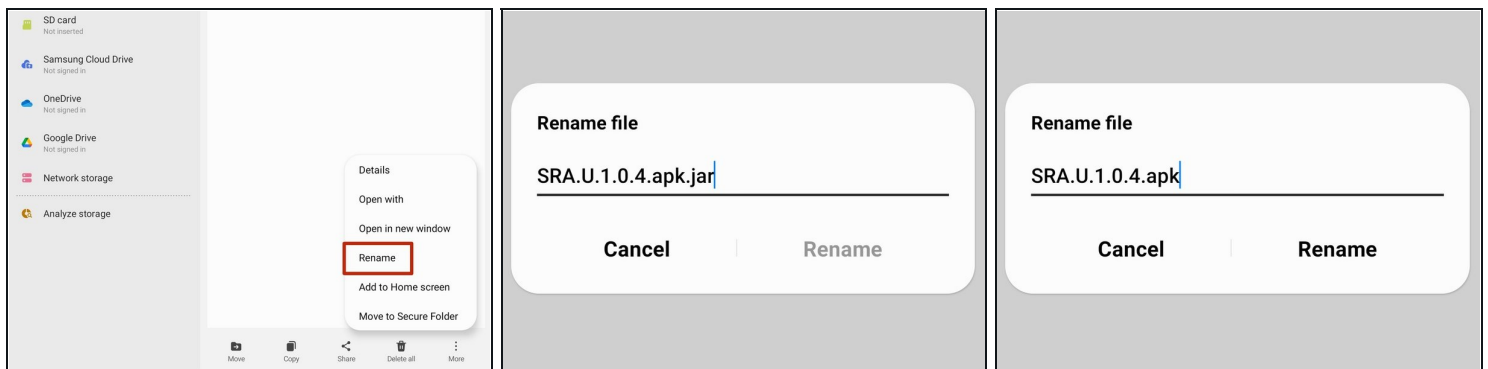 SD card
Not inserted
Samsung Cloud Drive
Not signed in
OneDrive
Not signed in
Google Drive
Not signed in
Network storage
Analyze storage
Details
Open with
Open in new window
Rename
Add to Home screen
Move to Secure Folder
Move Copy Share Delete all More
Rename file
SRA.U.1.0.4.apk.jar
Cancel Rename
Rename file
SRA.U.1.0.4.apk
Cancel Rename